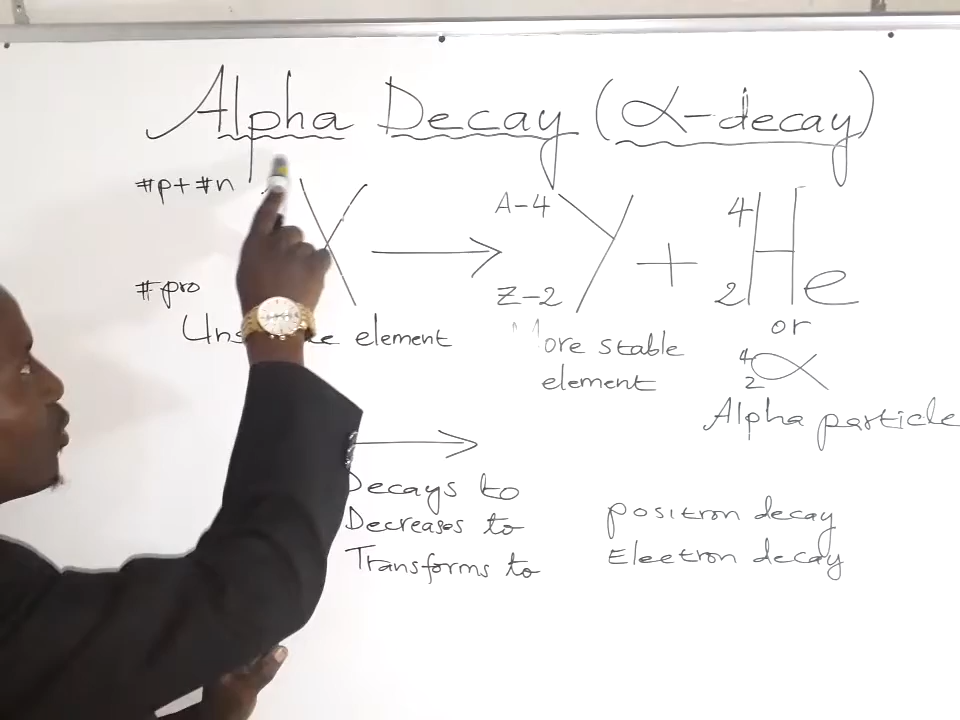 Alpha Decay (α-decay)
#p+#n X → A-4 Y + 4 He
#pro Z-2 2
element
or
More stable
element
4 α
2
Alpha particle
→
Decays to
Decreases to
Transforms to
positron decay
Electron decay